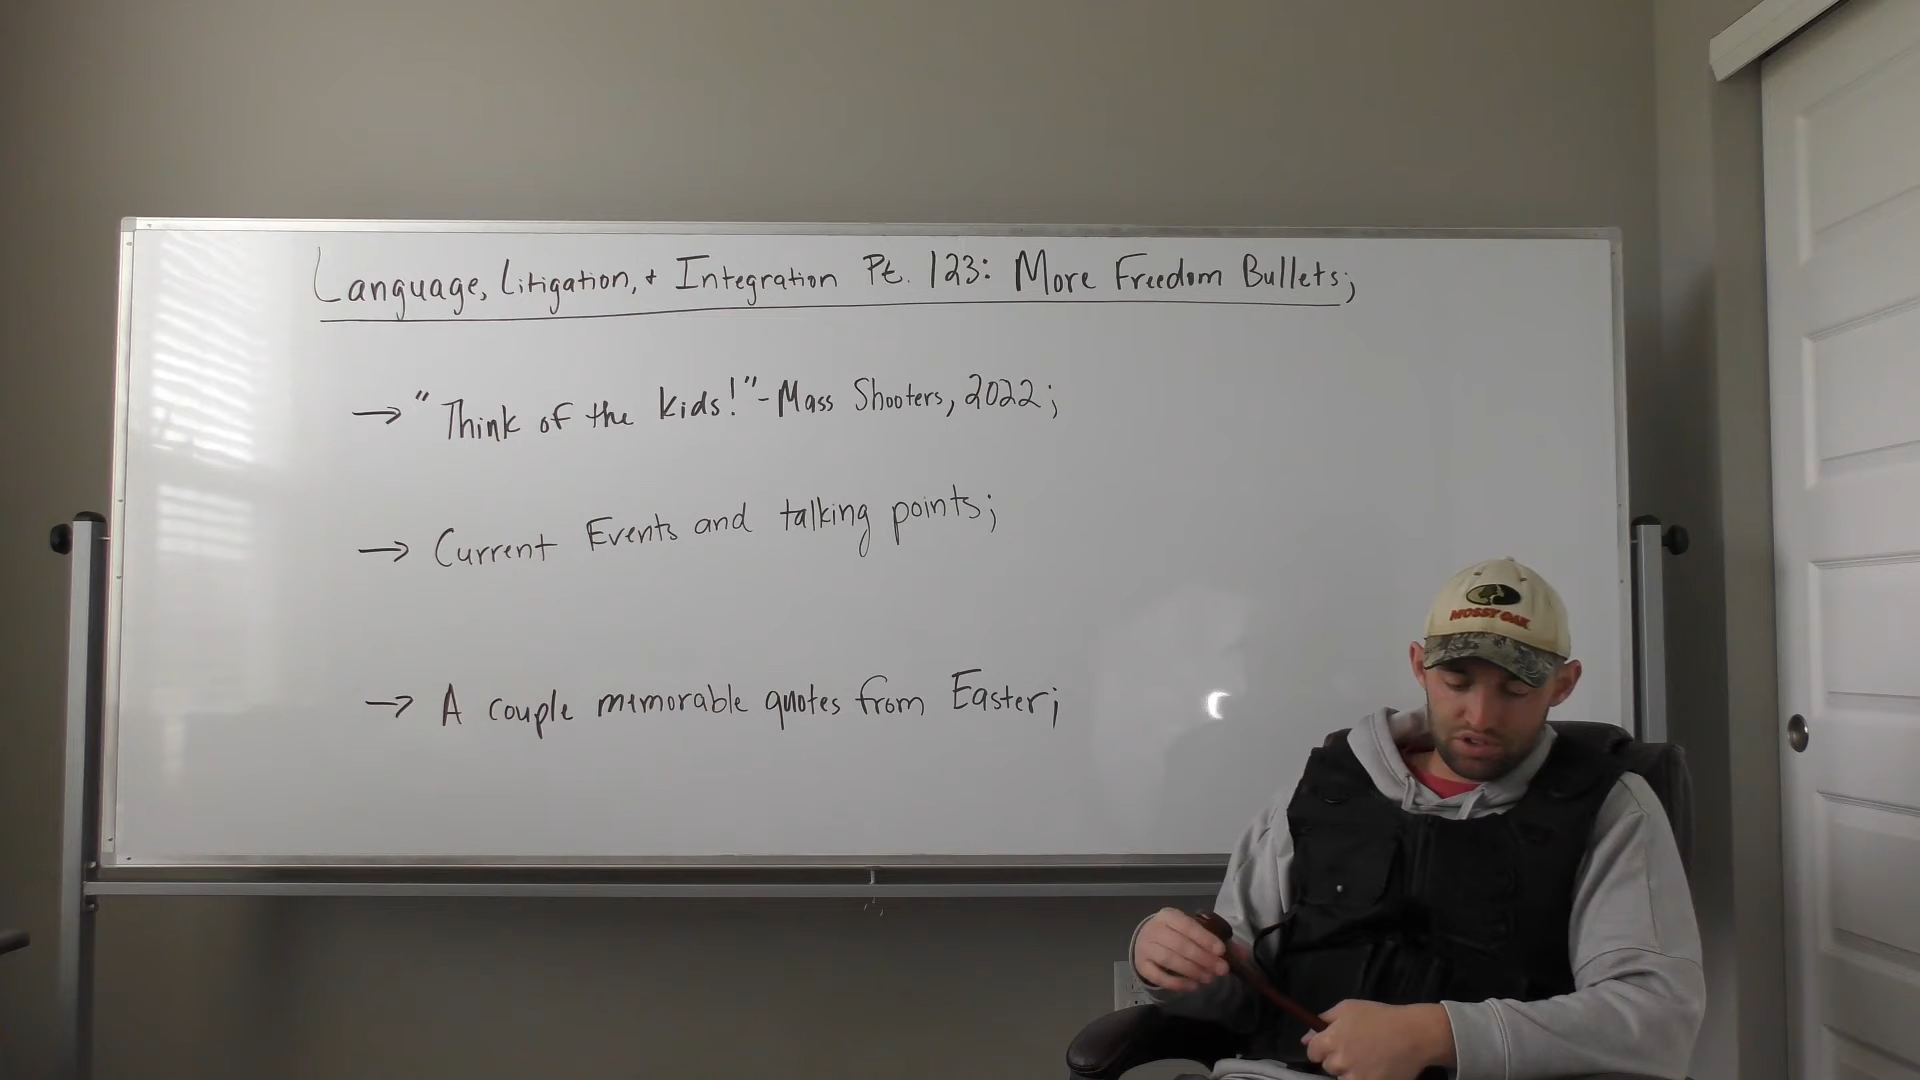 Language, Litigation, + Integration Pt. 123: More Freedom Bullets;
→ "Think of the kids!" - Mass Shooters, 2022;
→ Current Events and talking points;
→ A couple memorable quotes from Easter;
MOSSY OAK